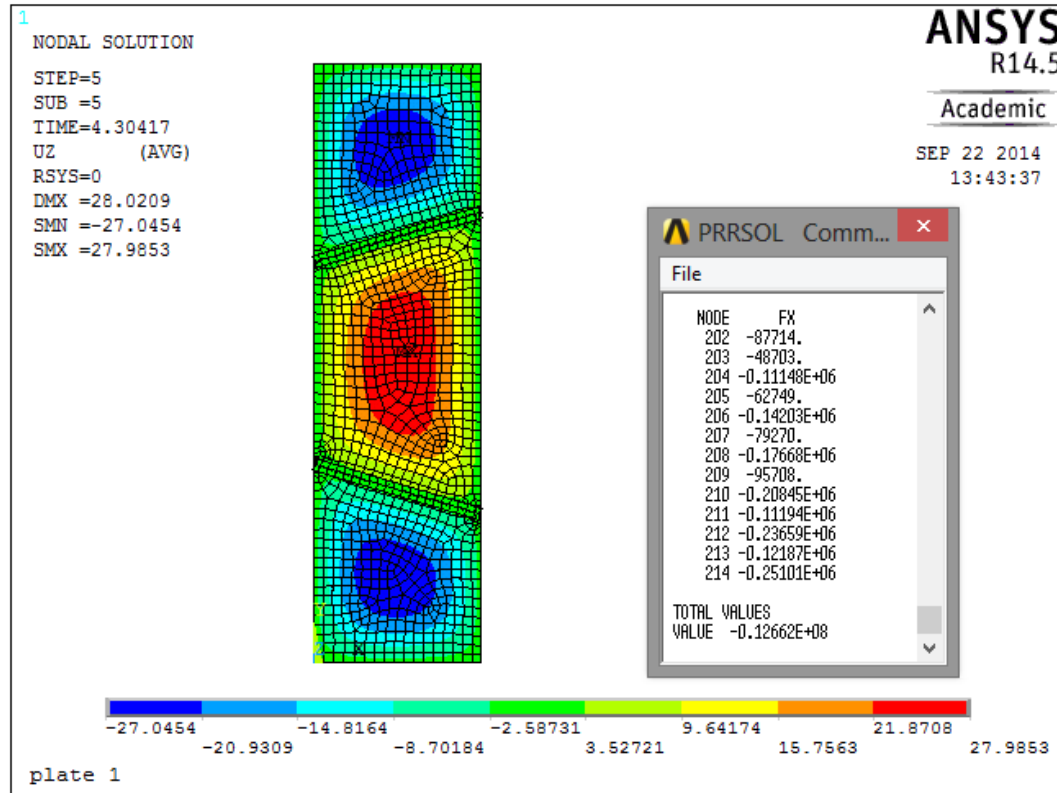 1
NODAL SOLUTION
STEP=5
SUB =5
TIME=4.30417
UZ (AVG)
RSYS=0
DMX =28.0209
SMN =-27.0454
SMX =27.9853
ANSYS
R14.5
Academic
SEP 22 2014
13:43:37
PRRSOL Comm...
File
NODE FX
202 -87714.
203 -48703.
204 -0.11148E+06
205 -62749.
206 -0.14203E+06
207 -79270.
208 -0.17668E+06
209 -95708.
210 -0.20845E+06
211 -0.11194E+06
212 -0.23659E+06
213 -0.12187E+06
214 -0.25101E+06
TOTAL VALUES
VALUE -0.12662E+08
MX
X
-27.0454 -14.8164 -2.58731 9.64174 21.8708
-20.9309 -8.70184 3.52721 15.7563 27.9853
plate 1